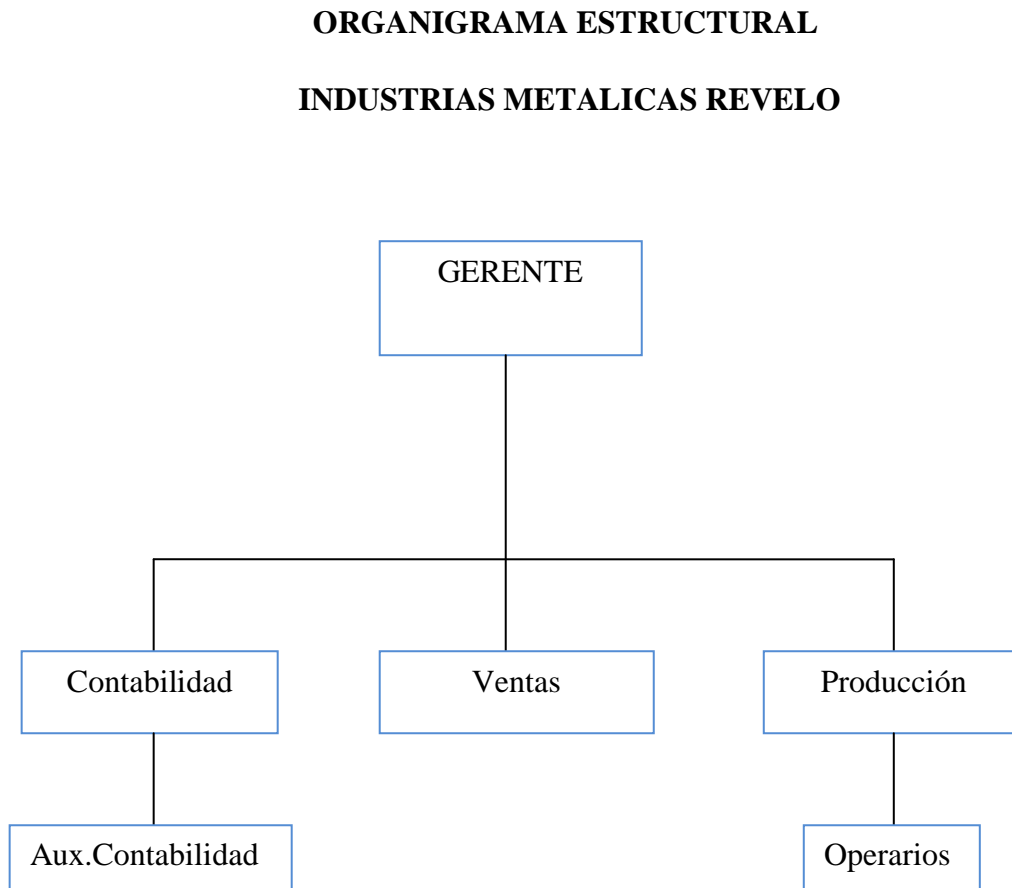 ORGANIGRAMA ESTRUCTURAL
INDUSTRIAS METALICAS REVELO
GERENTE
Contabilidad
Ventas
Producción
Aux.Contabilidad
Operarios